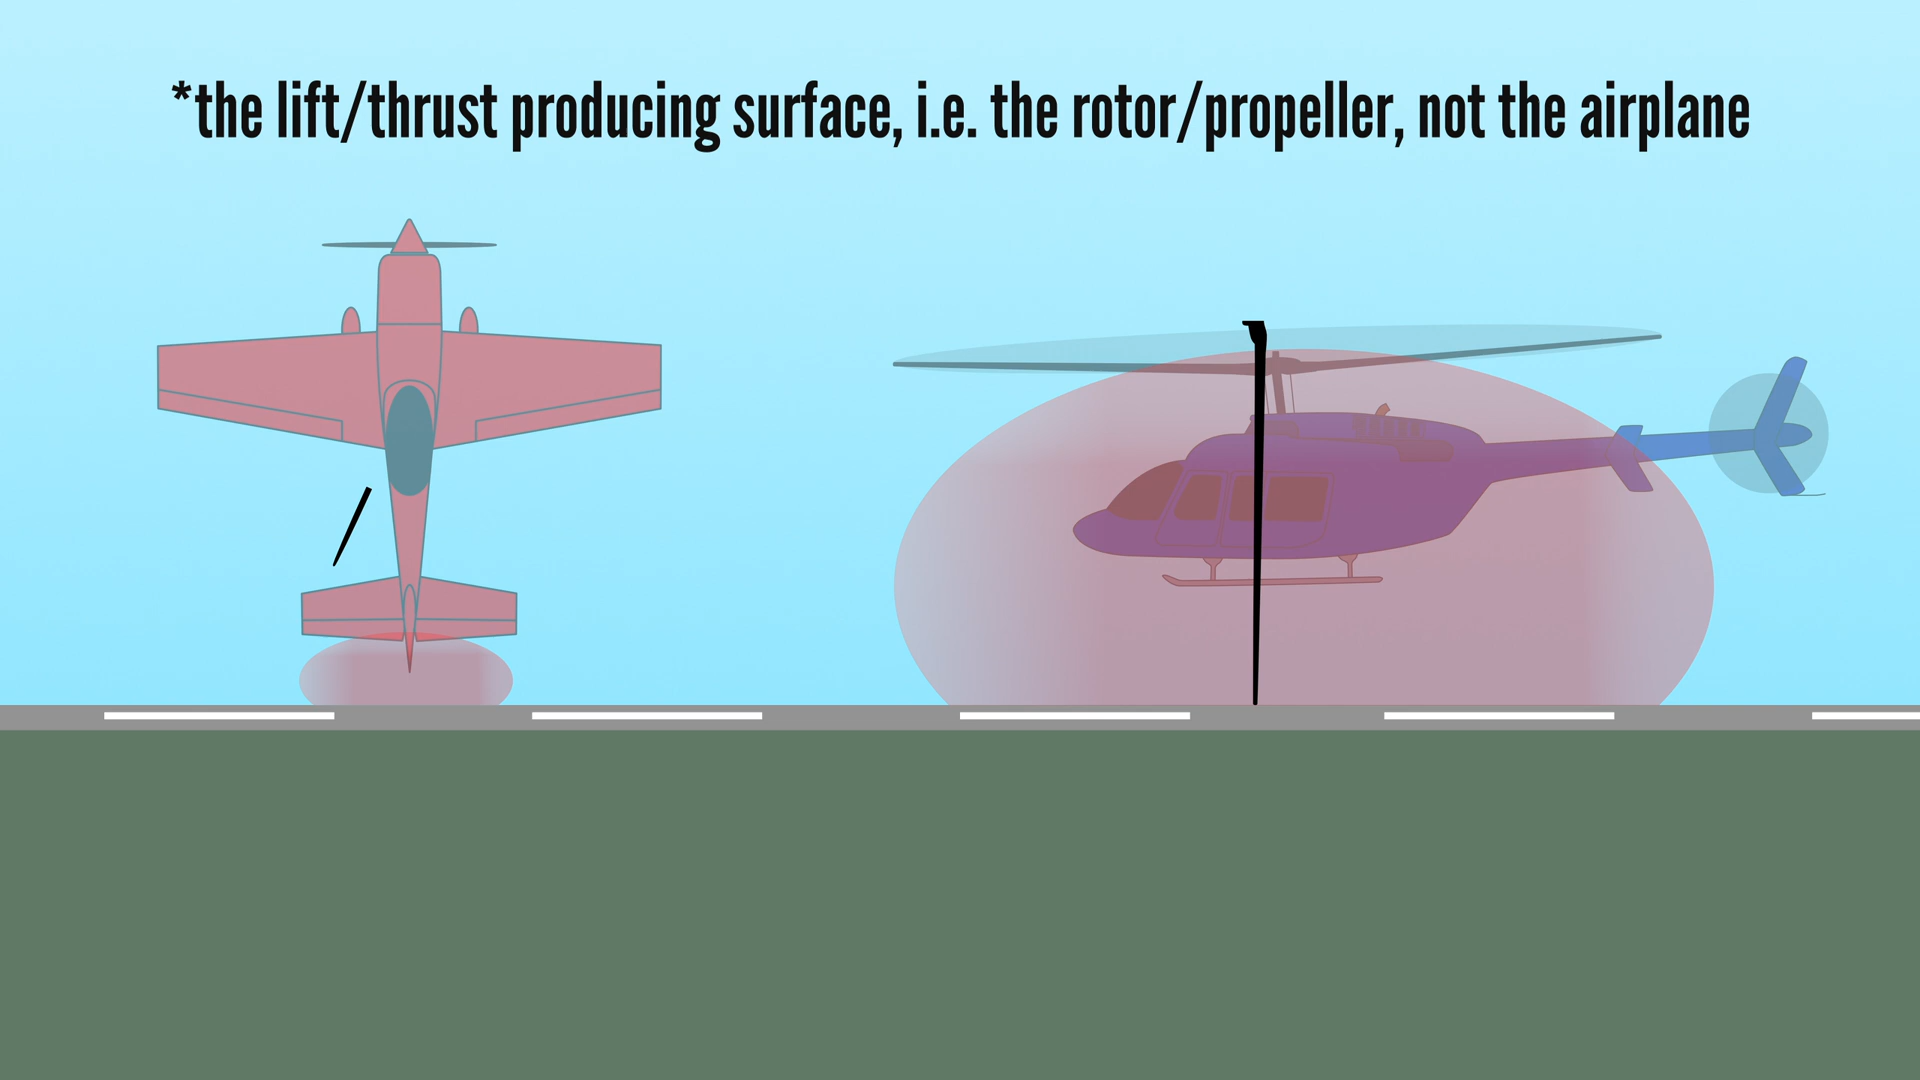 *the lift/thrust producing surface, i.e. the rotor/propeller, not the airplane